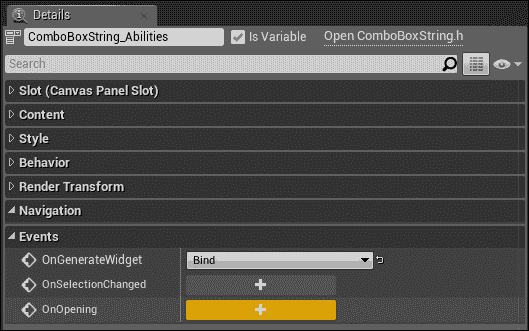 Details
ComboBoxString_Abilities Is Variable Open ComboBoxString.h
Search
Slot (Canvas Panel Slot)
Content
Style
Behavior
Render Transform
Navigation
Events
OnGenerateWidget Bind
OnSelectionChanged +
OnOpening +